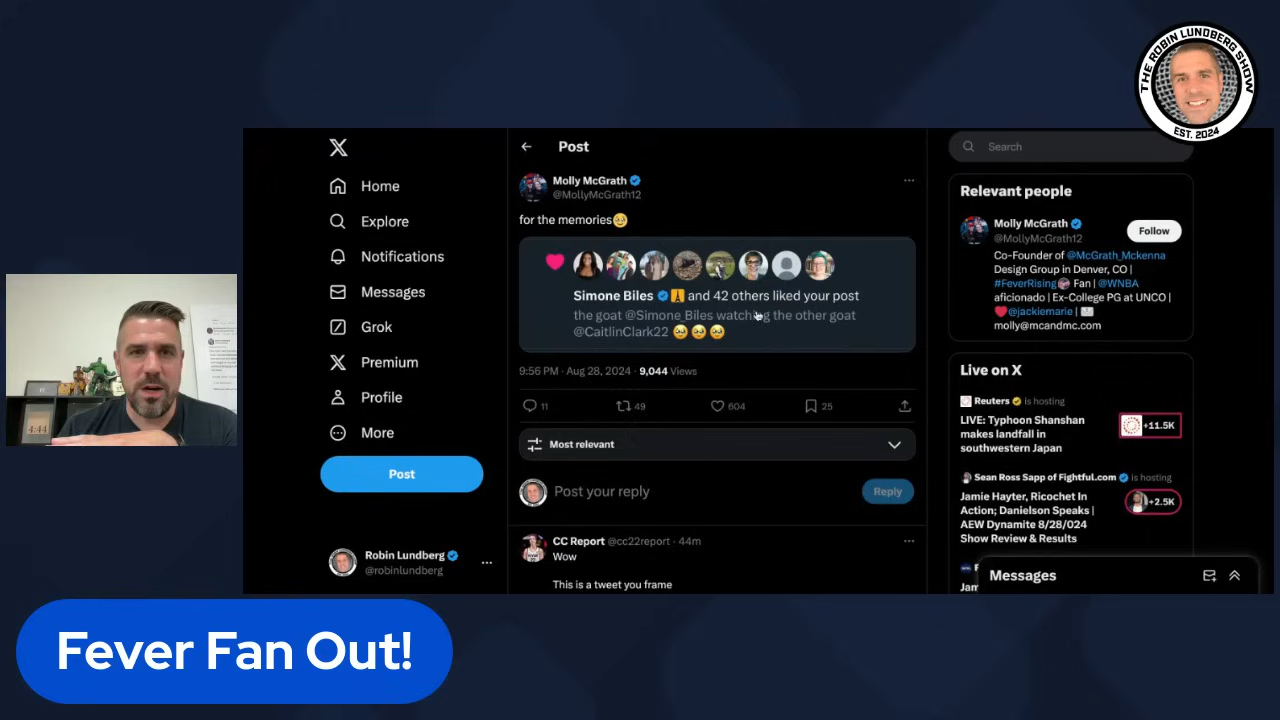 THE ROBIN LUNDBERG SHOW
EST. 2024
Home
Explore
Notifications
Messages
Grok
Premium
Profile
More
Post
Robin Lundberg
@robinlundberg
Post
Molly McGrath
@MollyMcGrath12
for the memories🥹
Simone Biles and 42 others liked your post
the goat @Simone_Biles watching the other goat
@CaitlinClark22 🥹🥹🥹
9:56 PM · Aug 28, 2024 · 9,044 Views
11
49
604
25
Most relevant
Post your reply
Reply
CC Report @cc22report · 44m
Wow
This is a tweet you frame
Search
Relevant people
Molly McGrath
@MollyMcGrath12
Follow
Co-Founder of @McGrath_Mckenna
Design Group in Denver, CO |
#FeverRising Fan | @WNBA
aficionado | Ex-College PG at UNCO |
❤️@jackiemarie | 💌
molly@mcandmc.com
Live on X
Reuters is hosting
LIVE: Typhoon Shanshan
makes landfall in
southwestern Japan
+11.5K
Sean Ross Sapp of Fightful.com is hosting
Jamie Hayter, Ricochet In
Action; Danielson Speaks |
AEW Dynamite 8/28/024
Show Review & Results
+2.5K
Messages
4:44
Fever Fan Out!